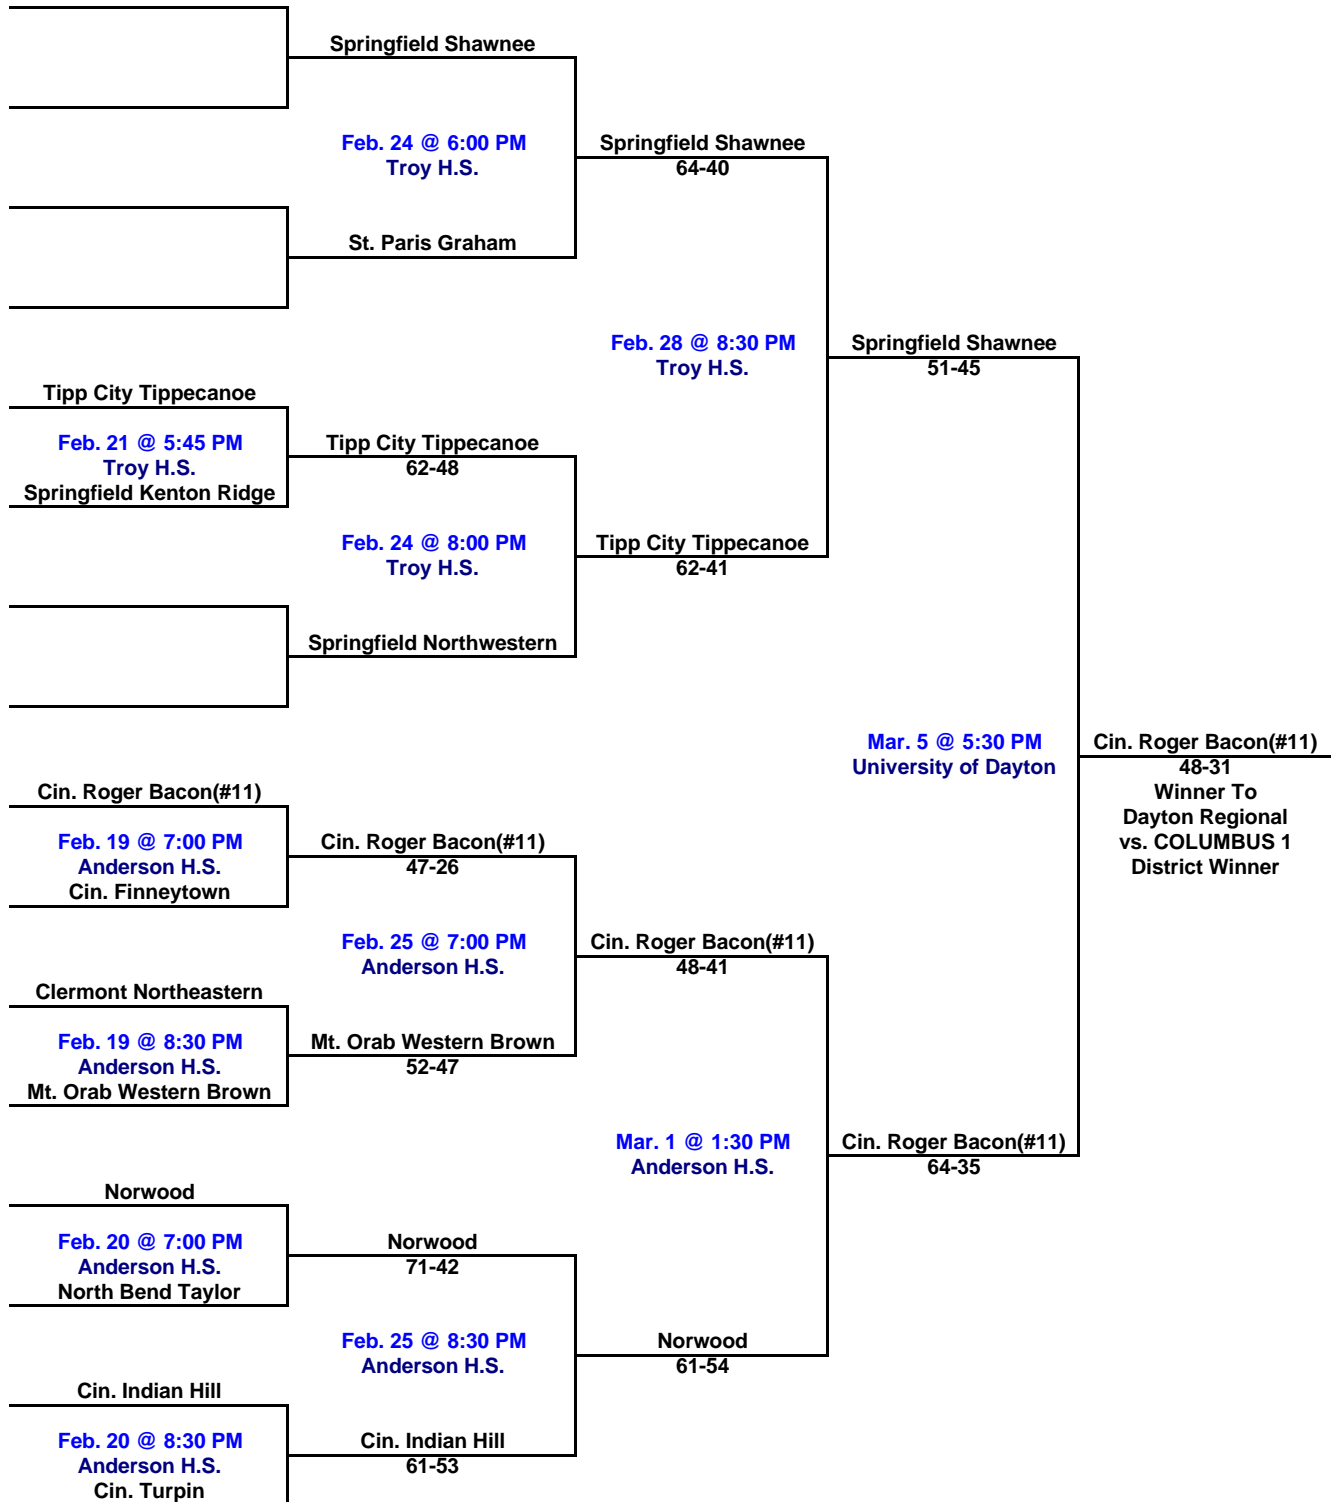 Springfield Shawnee
Feb. 24 @ 6:00 PM
Troy H.S.
Springfield Shawnee
64-40
St. Paris Graham
Feb. 28 @ 8:30 PM
Troy H.S.
Springfield Shawnee
51-45
Tipp City Tippecanoe
Feb. 21 @ 5:45 PM
Troy H.S.
Springfield Kenton Ridge
Tipp City Tippecanoe
62-48
Feb. 24 @ 8:00 PM
Troy H.S.
Tipp City Tippecanoe
62-41
Springfield Northwestern
Mar. 5 @ 5:30 PM
University of Dayton
Cin. Roger Bacon(#11)
48-31
Winner To
Dayton Regional
vs. COLUMBUS 1
District Winner
Cin. Roger Bacon(#11)
Feb. 19 @ 7:00 PM
Anderson H.S.
Cin. Finneytown
Cin. Roger Bacon(#11)
47-26
Feb. 25 @ 7:00 PM
Anderson H.S.
Cin. Roger Bacon(#11)
48-41
Clermont Northeastern
Feb. 19 @ 8:30 PM
Anderson H.S.
Mt. Orab Western Brown
Mt. Orab Western Brown
52-47
Mar. 1 @ 1:30 PM
Anderson H.S.
Cin. Roger Bacon(#11)
64-35
Norwood
Feb. 20 @ 7:00 PM
Anderson H.S.
North Bend Taylor
Norwood
71-42
Feb. 25 @ 8:30 PM
Anderson H.S.
Norwood
61-54
Cin. Indian Hill
Feb. 20 @ 8:30 PM
Anderson H.S.
Cin. Turpin
Cin. Indian Hill
61-53